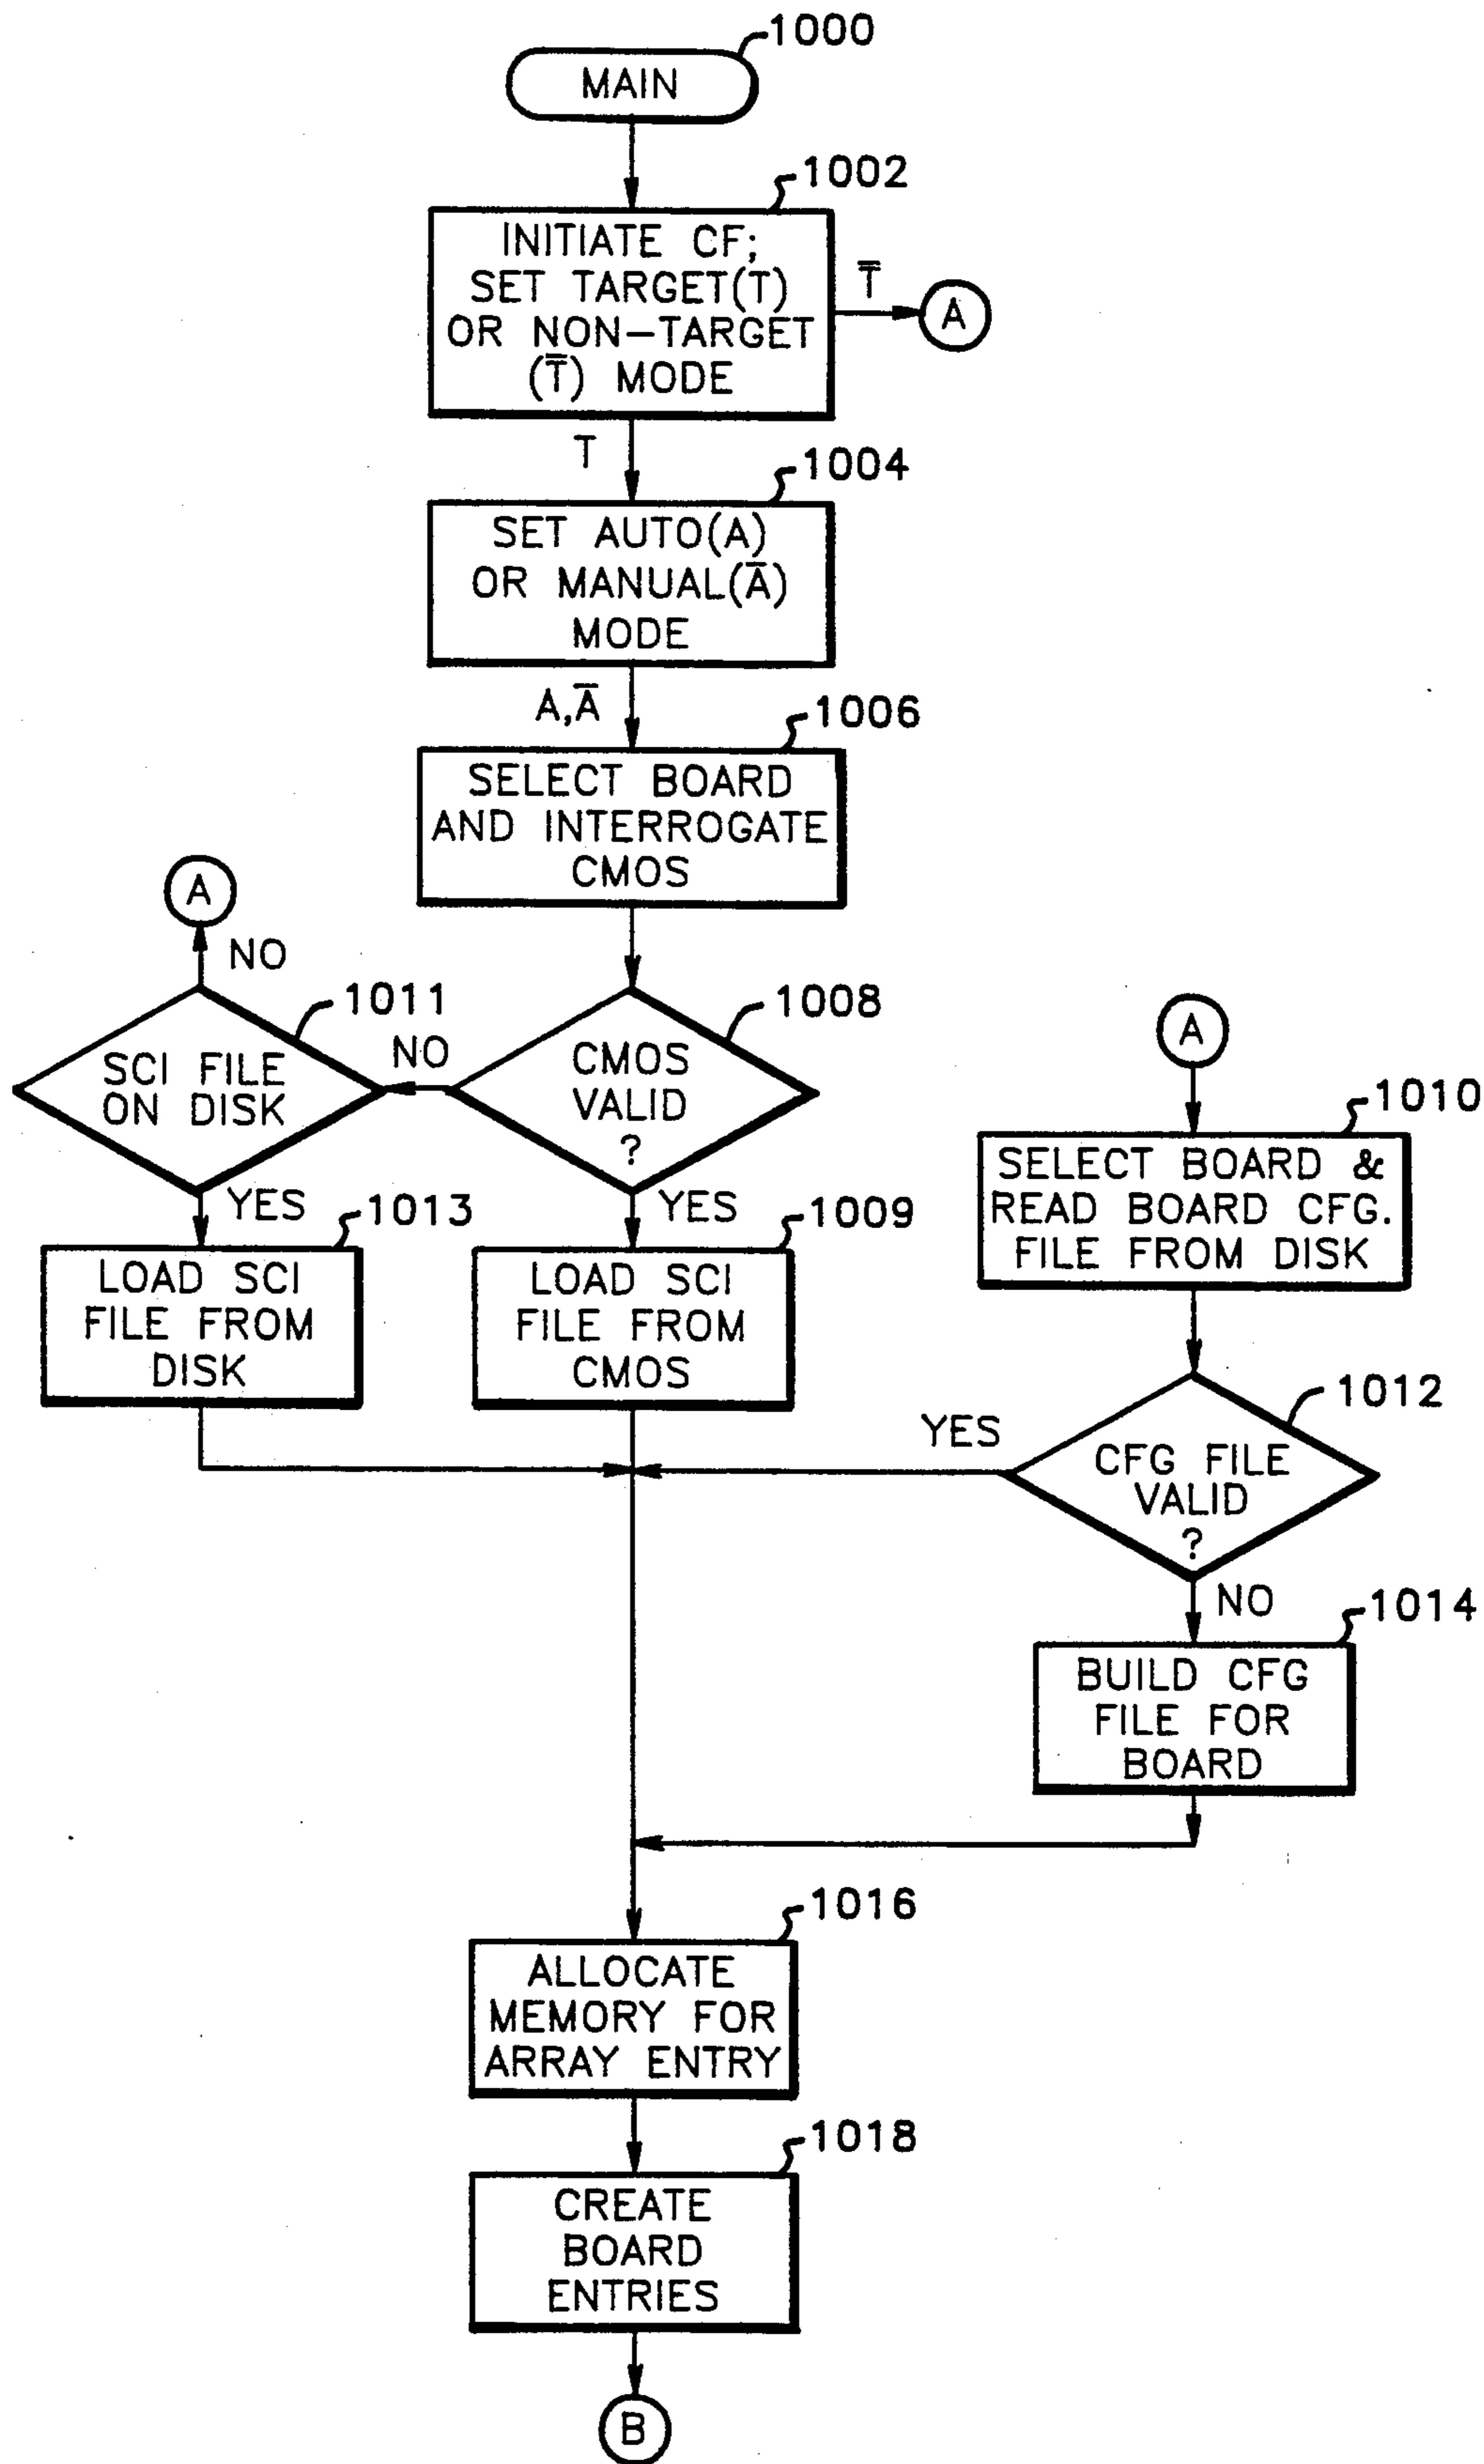 1000
MAIN
1002
INITIATE CF;
SET TARGET(T)
OR NON-TARGET
(T̅) MODE
T̅
A
T
1004
SET AUTO(A)
OR MANUAL(A̅)
MODE
A,A̅
1006
SELECT BOARD
AND INTERROGATE
CMOS
A
NO
1011
SCI FILE
ON DISK
NO
1008
CMOS
VALID
?
A
1010
SELECT BOARD &
READ BOARD CFG.
FILE FROM DISK
YES
1013
LOAD SCI
FILE FROM
DISK
YES
1009
LOAD SCI
FILE FROM
CMOS
1012
YES
CFG FILE
VALID
?
NO
1014
BUILD CFG
FILE FOR
BOARD
1016
ALLOCATE
MEMORY FOR
ARRAY ENTRY
1018
CREATE
BOARD
ENTRIES
B